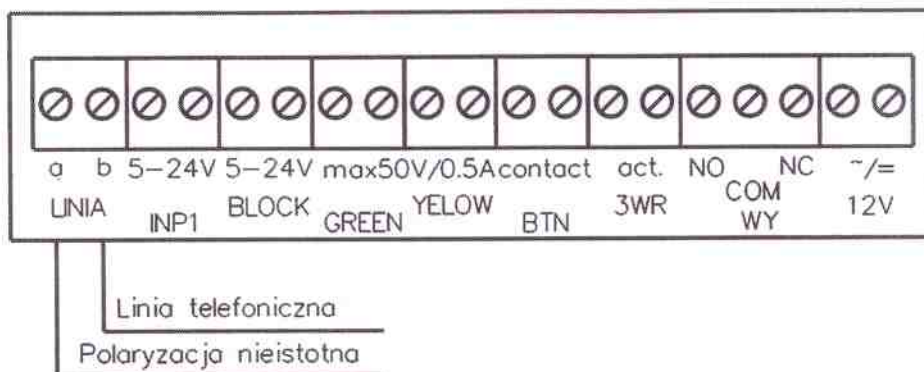 a b 5-24V 5-24V max50V/0.5A contact act. NO NC ~/=
LINIA INP1 BLOCK GREEN YELOW BTN 3WR COM WY 12V
Linia telefoniczna
Polaryzacja nieistotna